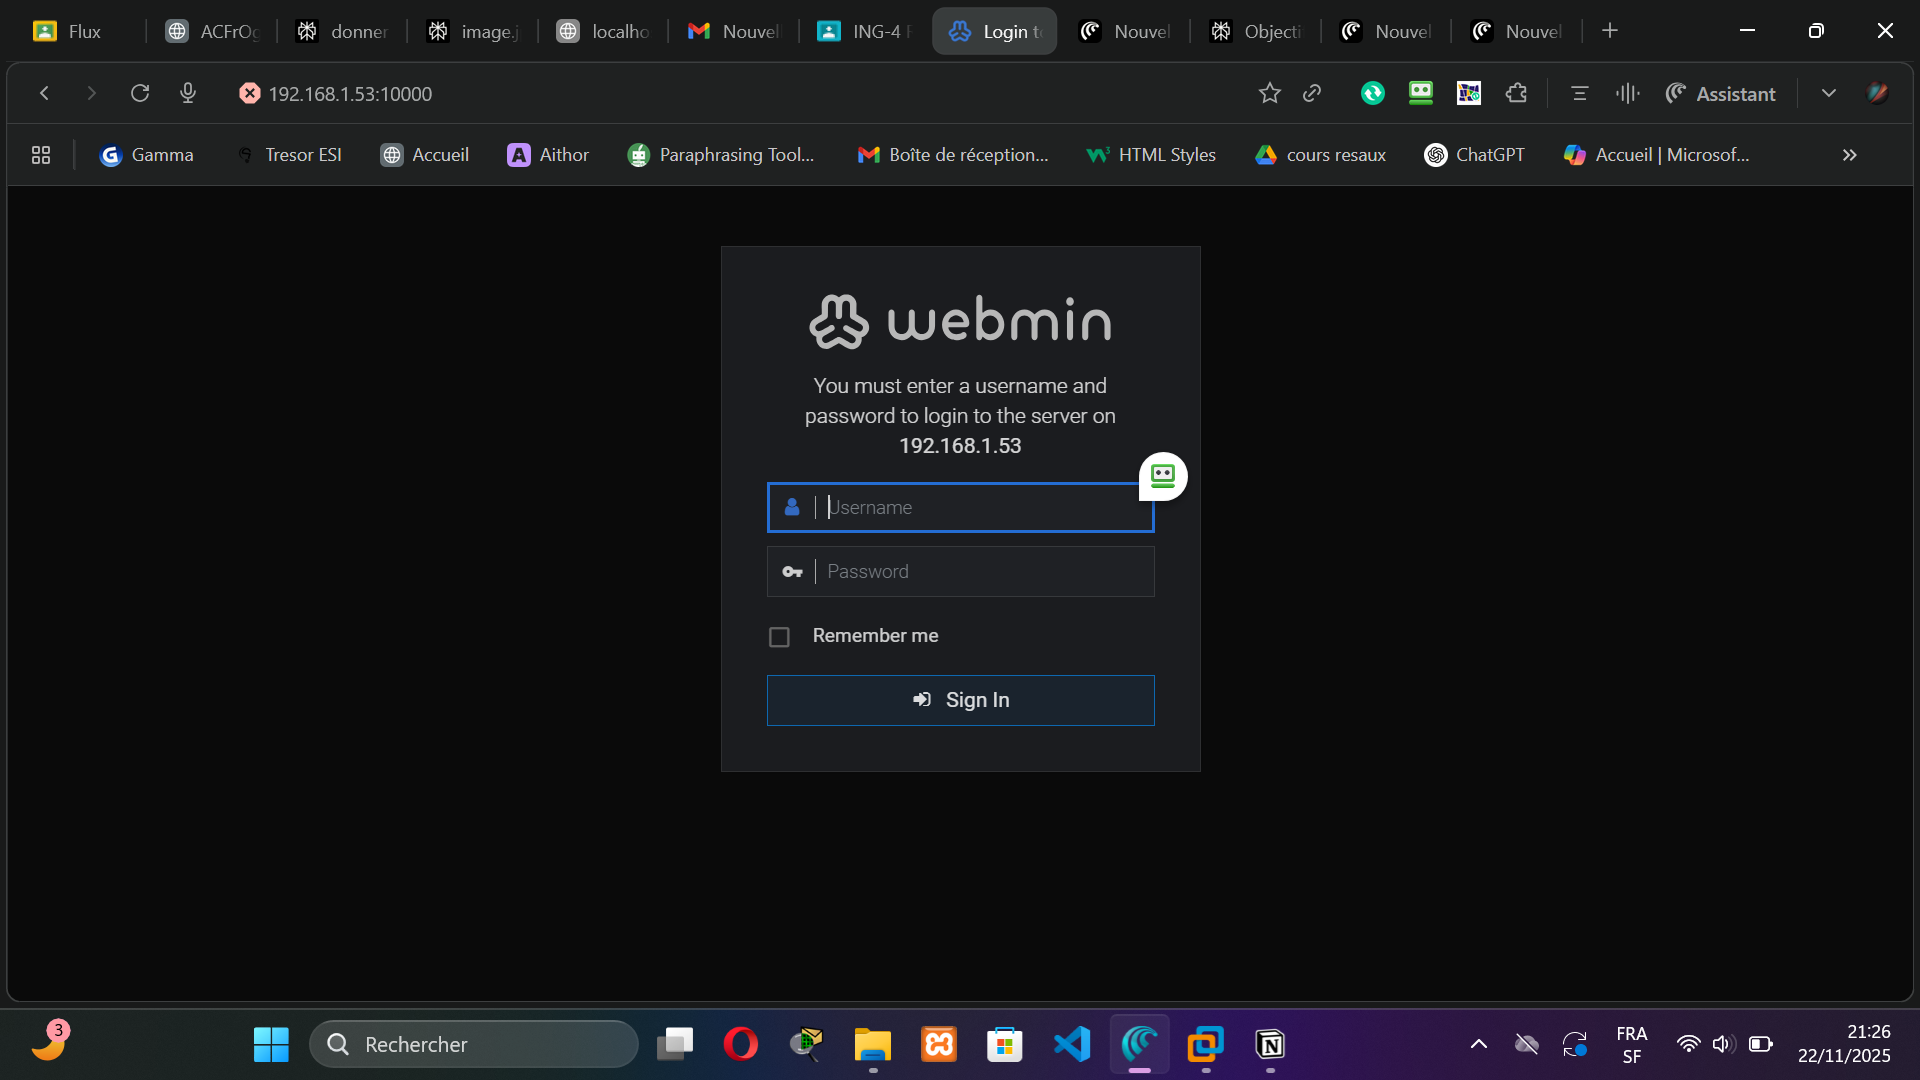 Flux
ACFrOg
donner
image.j
localho
Nouvell
ING-4 F
Login to
Nouvel
Objecti
Nouvel
Nouvel
192.168.1.53:10000
Assistant
Gamma
Tresor ESI
Accueil
Aithor
Paraphrasing Tool...
Boîte de réception...
HTML Styles
cours resaux
ChatGPT
Accueil | Microsof...
webmin
You must enter a username and
password to login to the server on
192.168.1.53
Username
Password
Remember me
Sign In
3
Rechercher
FRA
SF
21:26
22/11/2025